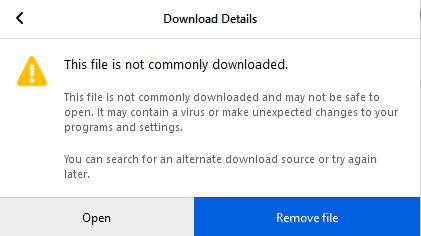 Download Details
This file is not commonly downloaded.
This file is not commonly downloaded and may not be safe to
open. It may contain a virus or make unexpected changes to your
programs and settings.
You can search for an alternate download source or try again
later.
Open
Remove file